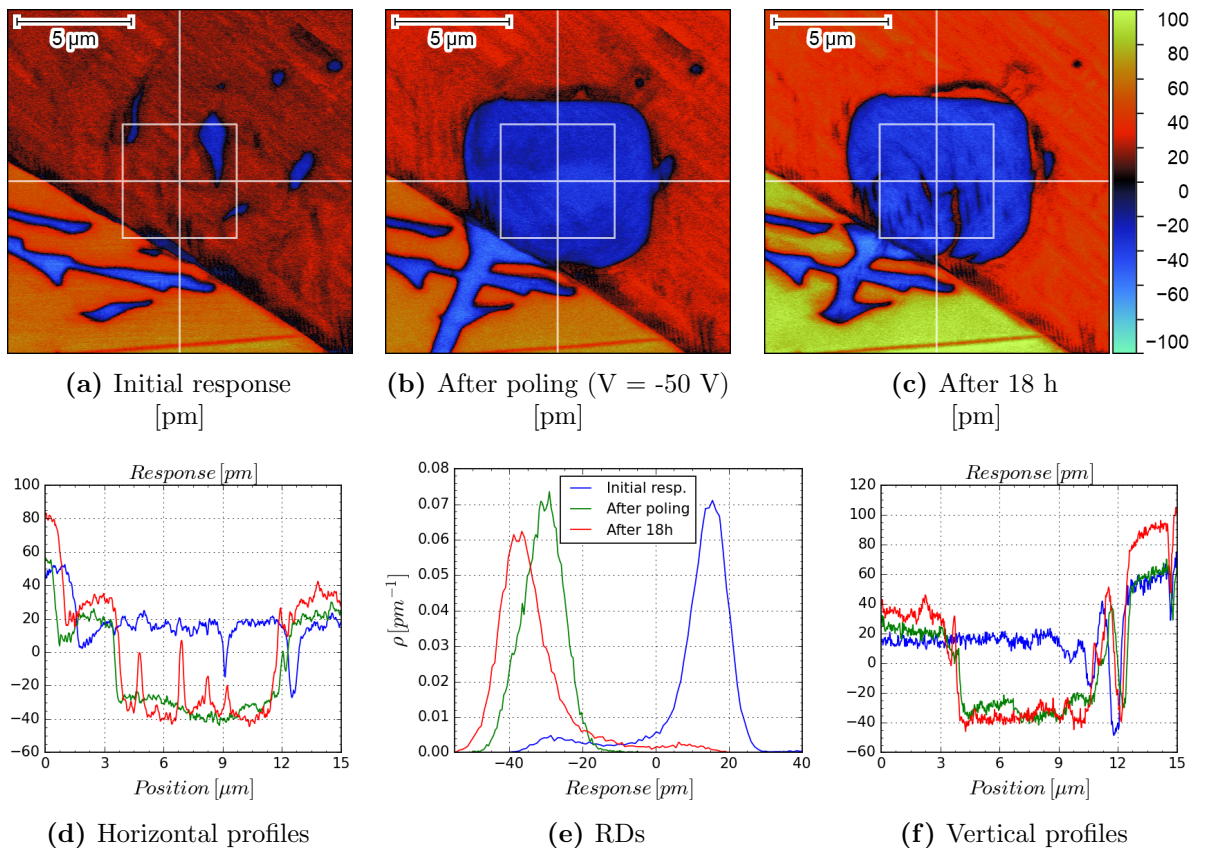 5 μm
5 μm
5 μm
100
80
60
40
20
0
−20
−40
−60
−80
−100
(a) Initial response
[pm]
(b) After poling (V = -50 V)
[pm]
(c) After 18 h
[pm]
Response [pm]
100
80
60
40
20
0
−20
−40
−60
0
3
6
9
12
15
Position [μm]
(d) Horizontal profiles
0.08
0.07
0.06
0.05
0.04
0.03
0.02
0.01
0.00
ρ [pm⁻¹]
Initial resp.
After poling
After 18h
−40
−20
0
20
40
Response [pm]
(e) RDs
Response [pm]
120
100
80
60
40
20
0
−20
−40
−60
0
3
6
9
12
15
Position [μm]
(f) Vertical profiles